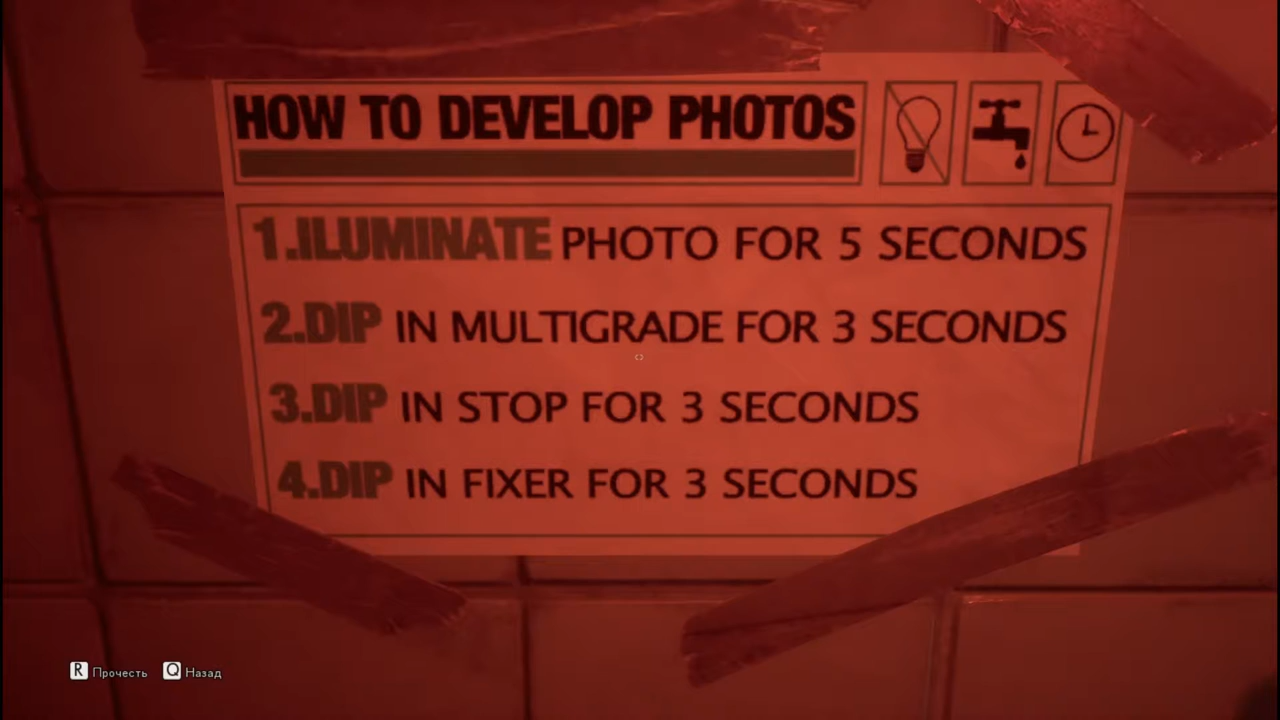 HOW TO DEVELOP PHOTOS
1.ILUMINATE PHOTO FOR 5 SECONDS
2.DIP IN MULTIGRADE FOR 3 SECONDS
3.DIP IN STOP FOR 3 SECONDS
4.DIP IN FIXER FOR 3 SECONDS
R Прочесть Q Назад